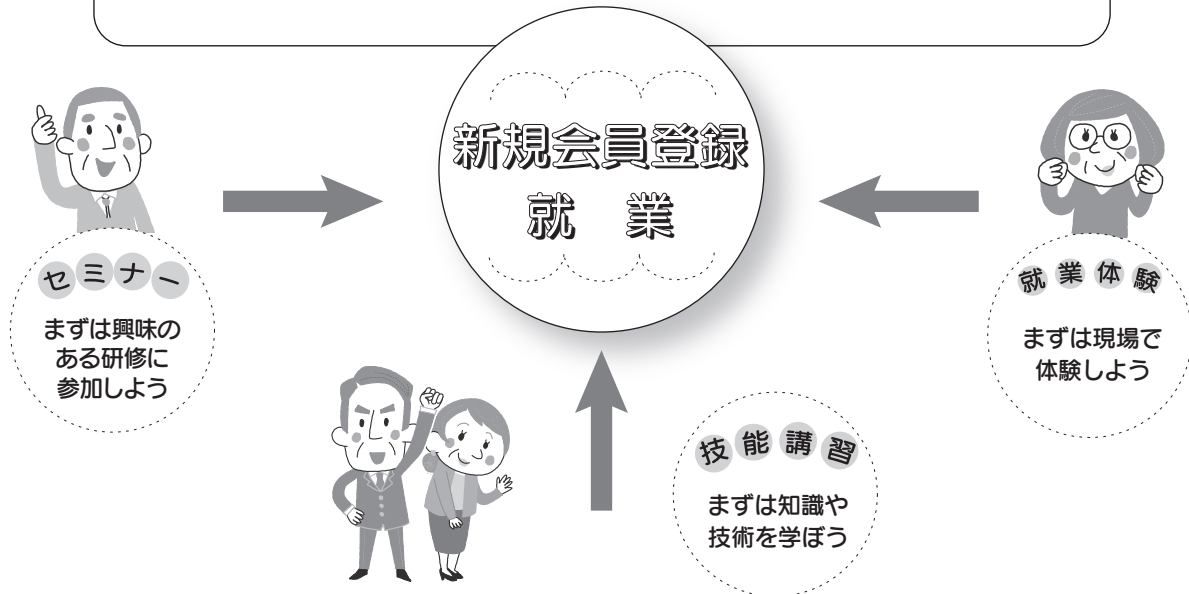 新規会員登録
就業
セミナー
まずは興味の
ある研修に
参加しよう
就業体験
まずは現場で
体験しよう
技能講習
まずは知識や
技術を学ぼう